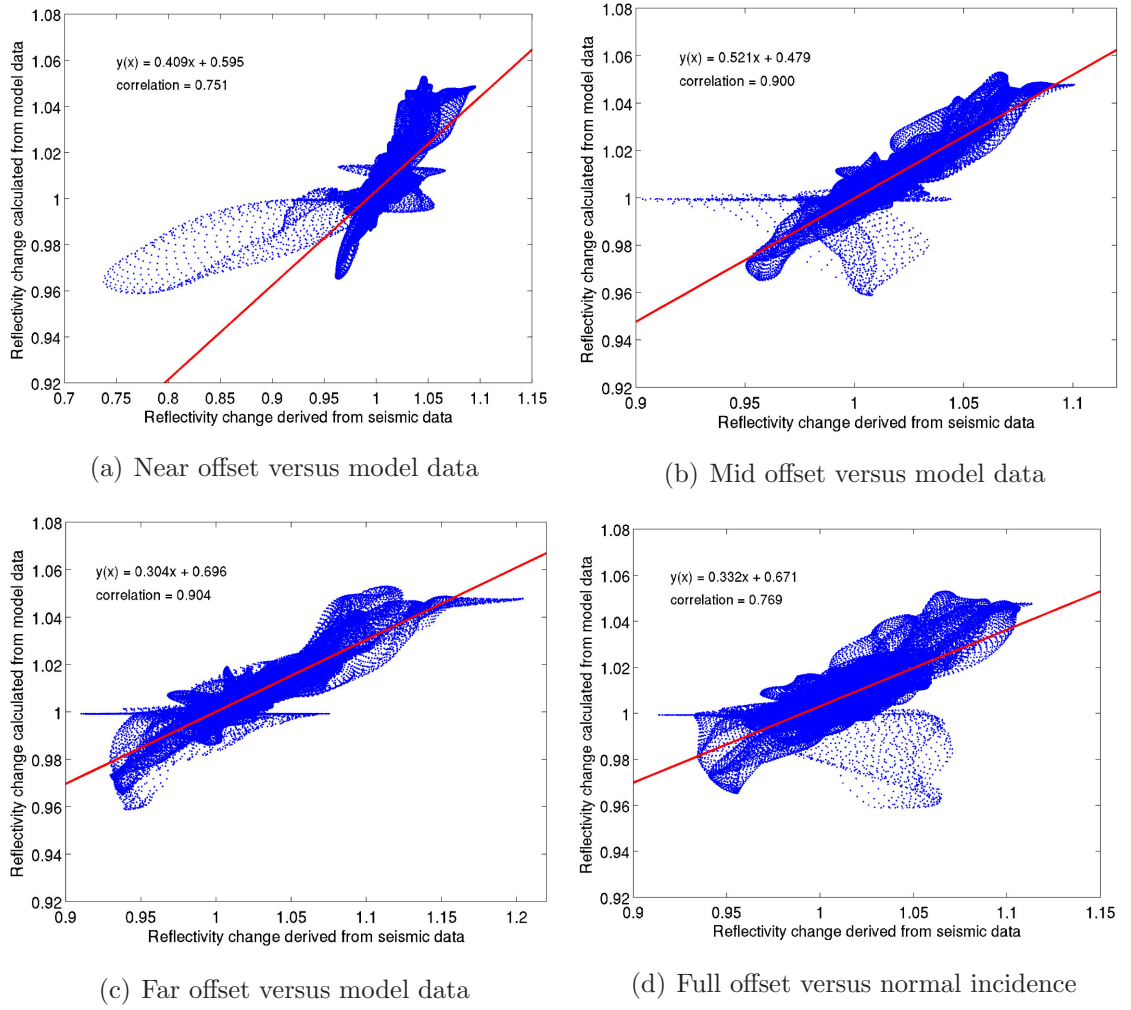 1.08
1.06
1.04
1.02
1
0.98
0.96
0.94
0.92
Reflectivity change calculated from model data
y(x) = 0.409x + 0.595
correlation = 0.751
0.7 0.75 0.8 0.85 0.9 0.95 1 1.05 1.1 1.15
Reflectivity change derived from seismic data
(a) Near offset versus model data
1.08
1.06
1.04
1.02
1
0.98
0.96
0.94
0.92
Reflectivity change calculated from model data
y(x) = 0.521x + 0.479
correlation = 0.900
0.9 0.95 1 1.05 1.1
Reflectivity change derived from seismic data
(b) Mid offset versus model data
1.08
1.06
1.04
1.02
1
0.98
0.96
0.94
0.92
Reflectivity change calculated from model data
y(x) = 0.304x + 0.696
correlation = 0.904
0.9 0.95 1 1.05 1.1 1.15 1.2
Reflectivity change derived from seismic data
(c) Far offset versus model data
1.08
1.06
1.04
1.02
1
0.98
0.96
0.94
0.92
Reflectivity change calculated from model data
y(x) = 0.332x + 0.671
correlation = 0.769
0.9 0.95 1 1.05 1.1 1.15
Reflectivity change derived from seismic data
(d) Full offset versus normal incidence